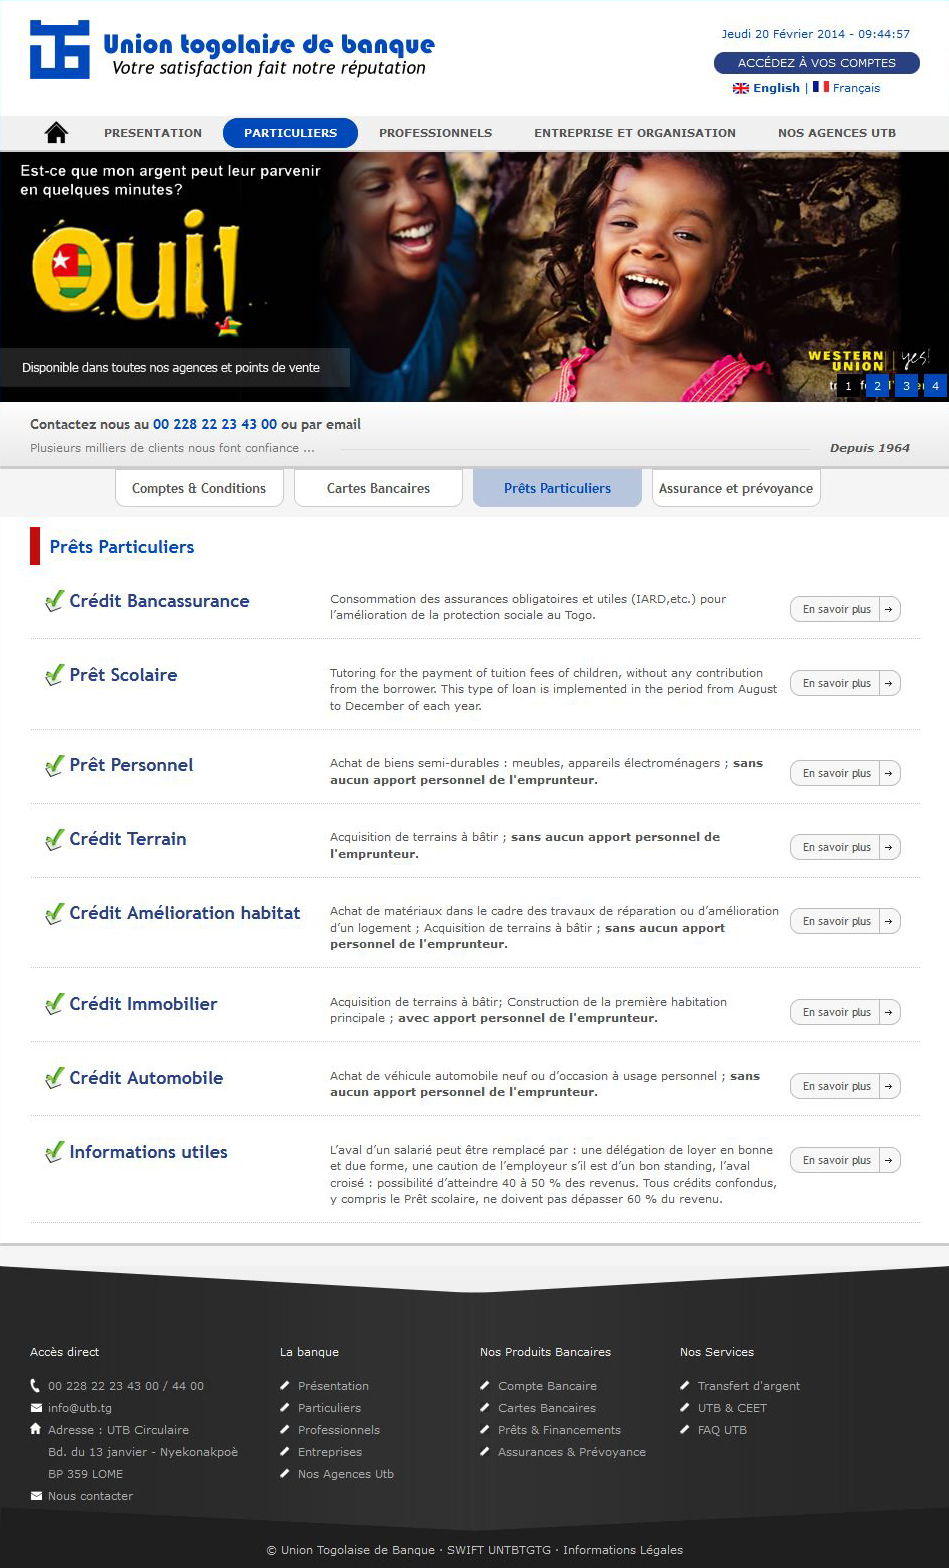 Union togolaise de banque
Votre satisfaction fait notre réputation
Jeudi 20 Février 2014 - 09:44:57
ACCÉDEZ À VOS COMPTES
English | Français
PRESENTATION PARTICULIERS PROFESSIONNELS ENTREPRISE ET ORGANISATION NOS AGENCES UTB
Est-ce que mon argent peut leur parvenir
en quelques minutes?
Oui!
Disponible dans toutes nos agences et points de vente
WESTERN
UNION
yes!
1 2 3 4
Contactez nous au 00 228 22 23 43 00 ou par email
Plusieurs milliers de clients nous font confiance ...
Depuis 1964
Comptes & Conditions Cartes Bancaires Prêts Particuliers Assurance et prévoyance
Prêts Particuliers
Crédit Bancassurance
Consommation des assurances obligatoires et utiles (IARD,etc.) pour
l’amélioration de la protection sociale au Togo.
En savoir plus
Prêt Scolaire
Tutoring for the payment of tuition fees of children, without any contribution
from the borrower. This type of loan is implemented in the period from August
to December of each year.
En savoir plus
Prêt Personnel
Achat de biens semi-durables : meubles, appareils électroménagers ; sans
aucun apport personnel de l'emprunteur.
En savoir plus
Crédit Terrain
Acquisition de terrains à bâtir ; sans aucun apport personnel de
l'emprunteur.
En savoir plus
Crédit Amélioration habitat
Achat de matériaux dans le cadre des travaux de réparation ou d’amélioration
d’un logement ; Acquisition de terrains à bâtir ; sans aucun apport
personnel de l'emprunteur.
En savoir plus
Crédit Immobilier
Acquisition de terrains à bâtir; Construction de la première habitation
principale ; avec apport personnel de l'emprunteur.
En savoir plus
Crédit Automobile
Achat de véhicule automobile neuf ou d’occasion à usage personnel ; sans
aucun apport personnel de l'emprunteur.
En savoir plus
Informations utiles
L’aval d’un salarié peut être remplacé par : une délégation de loyer en bonne
et due forme, une caution de l’employeur s’il est d’un bon standing, l’aval
croisé : possibilité d’atteindre 40 à 50 % des revenus. Tous crédits confondus,
y compris le Prêt scolaire, ne doivent pas dépasser 60 % du revenu.
En savoir plus
Accès direct
00 228 22 23 43 00 / 44 00
info@utb.tg
Adresse : UTB Circulaire
Bd. du 13 janvier - Nyekonakpoè
BP 359 LOME
Nous contacter
La banque
Présentation
Particuliers
Professionnels
Entreprises
Nos Agences Utb
Nos Produits Bancaires
Compte Bancaire
Cartes Bancaires
Prêts & Financements
Assurances & Prévoyance
Nos Services
Transfert d'argent
UTB & CEET
FAQ UTB
© Union Togolaise de Banque · SWIFT UNTBTGTG · Informations Légales